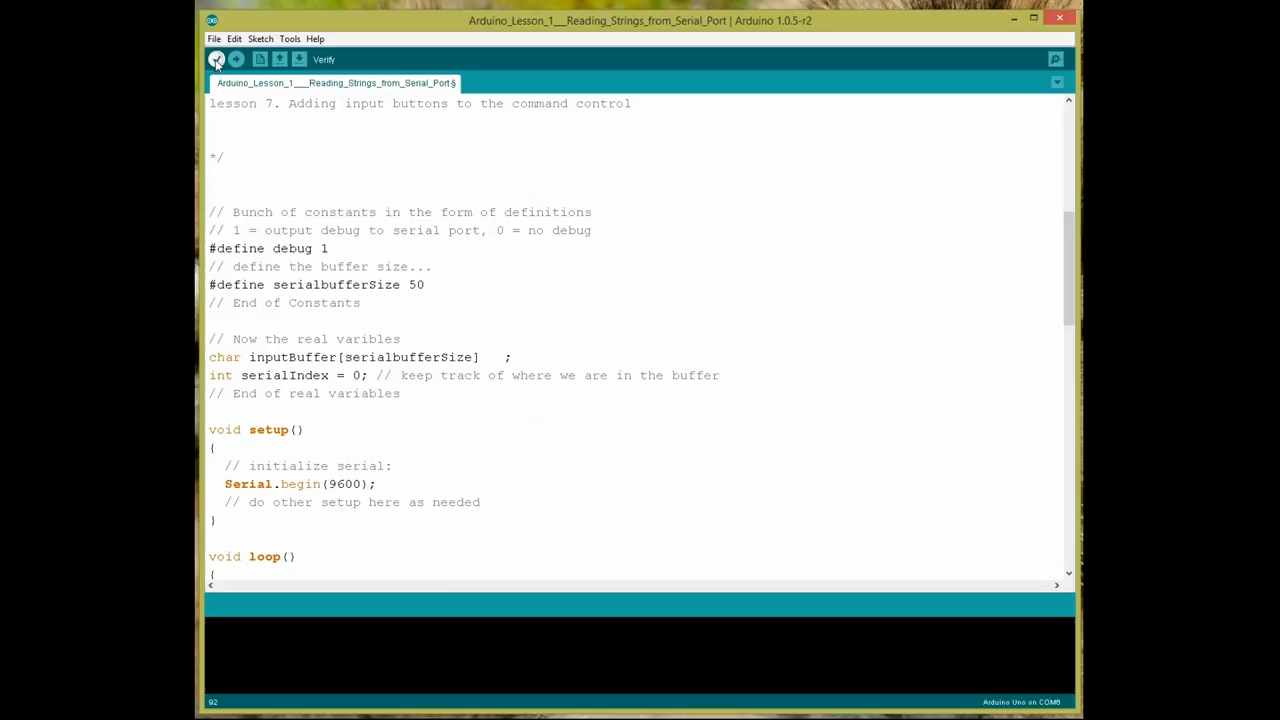 Arduino_Lesson_1___Reading_Strings_from_Serial_Port | Arduino 1.0.5-r2
File Edit Sketch Tools Help
Verify
Arduino_Lesson_1___Reading_Strings_from_Serial_Port§
lesson 7. Adding input buttons to the command control
*/
// Bunch of constants in the form of definitions
// 1 = output debug to serial port, 0 = no debug
#define debug 1
// define the buffer size...
#define serialbufferSize 50
// End of Constants
// Now the real varibles
char inputBuffer[serialbufferSize]   ;
int serialIndex = 0; // keep track of where we are in the buffer
// End of real variables
void setup()
{
  // initialize serial:
  Serial.begin(9600);
  // do other setup here as needed
}
void loop()
{
92
Arduino Uno on COM6